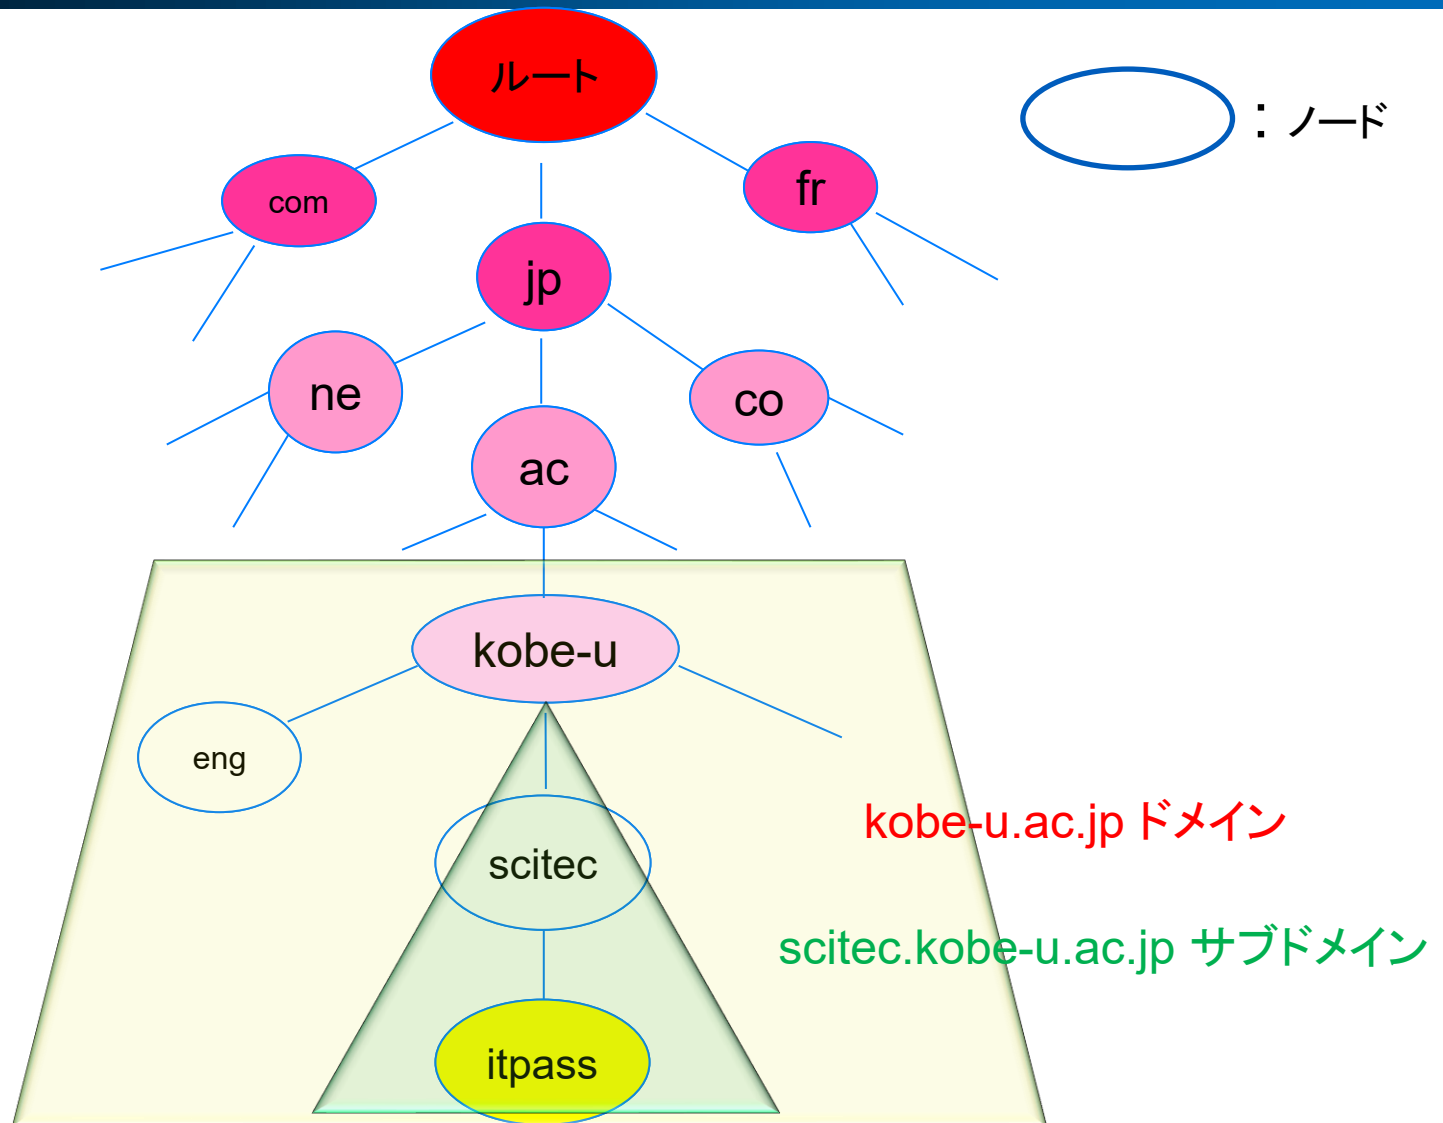 ルート
: ノード
com
fr
jp
ne
co
ac
kobe-u
eng
kobe-u.ac.jp ドメイン
scitec
scitec.kobe-u.ac.jp サブドメイン
itpass